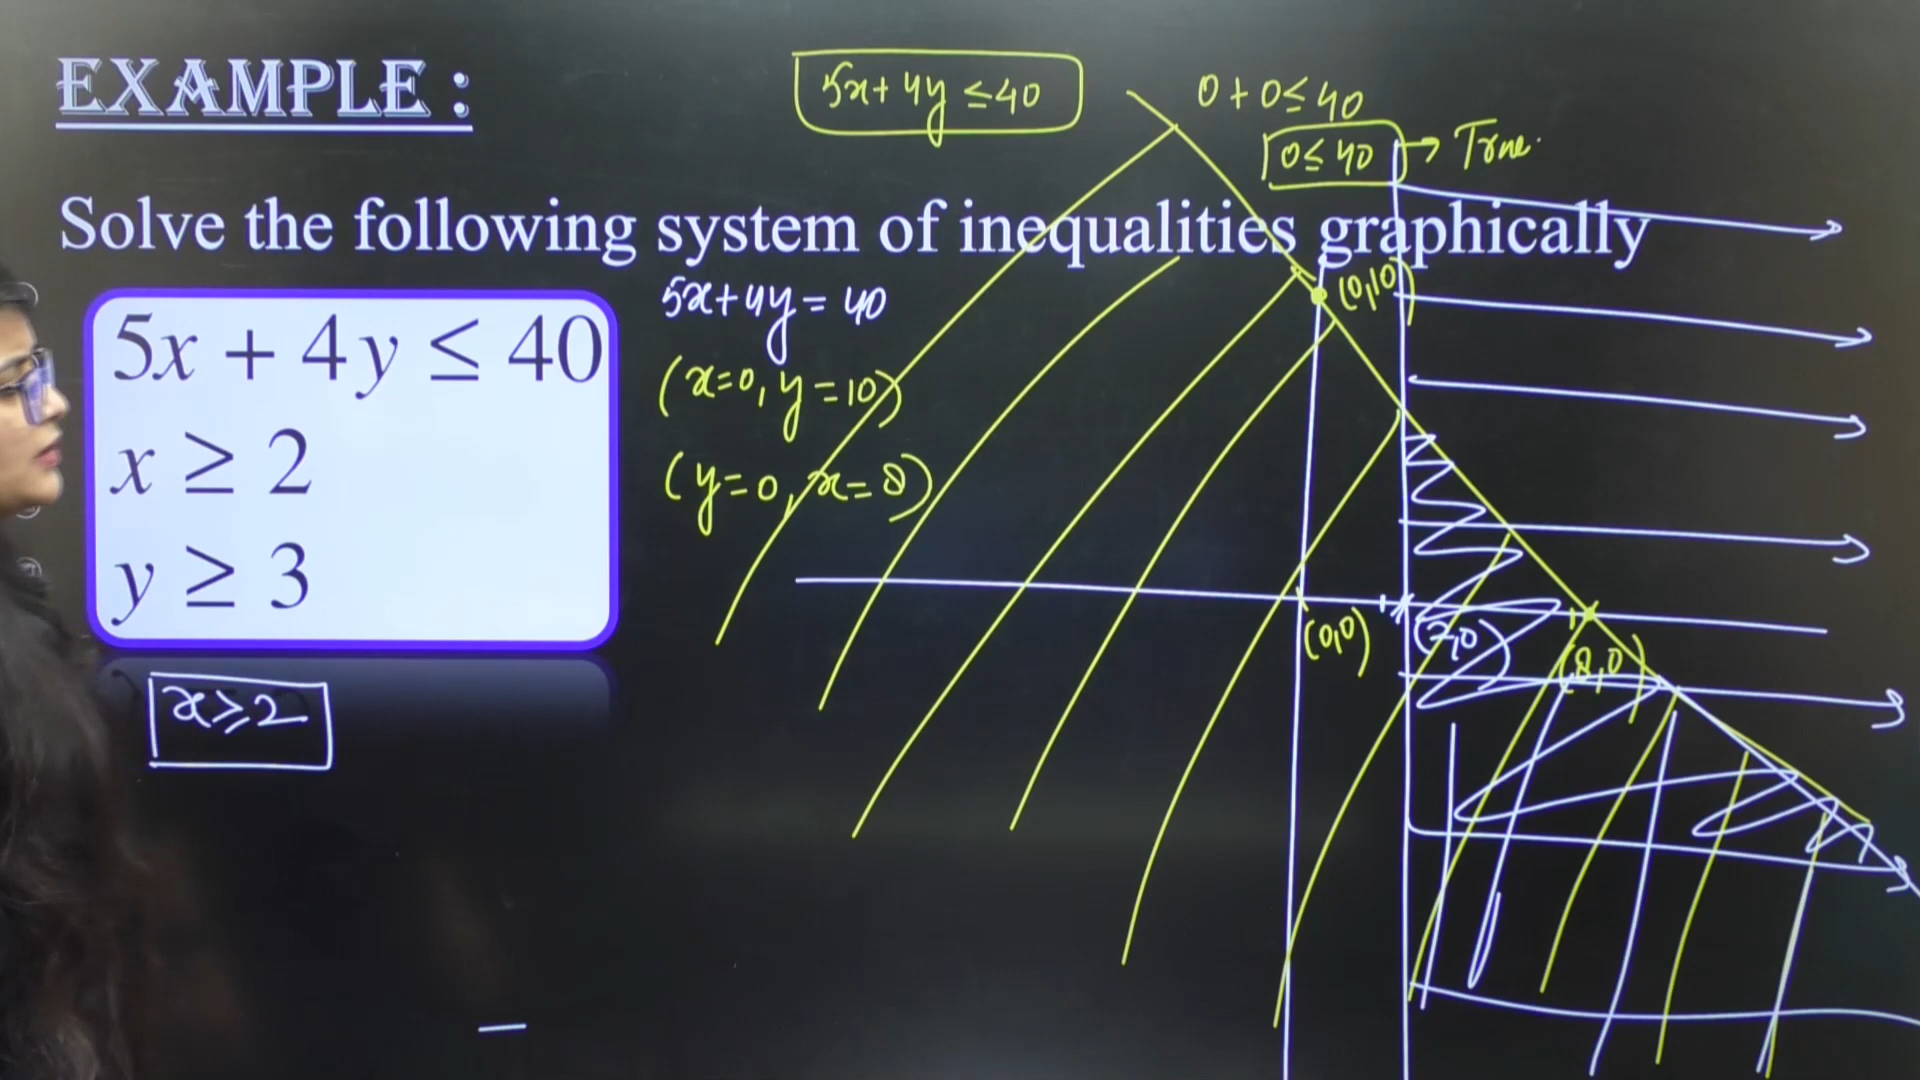 EXAMPLE :
5x+4y ≤40
0+0≤40
0≤40 → True.
Solve the following system of inequalities graphically
5x + 4y ≤ 40
x ≥ 2
y ≥ 3
5x+4y=40
(x=0, y=10)
(y=0, x=8)
(0,10)
(0,0)
(2,0)
(8,0)
x≥2